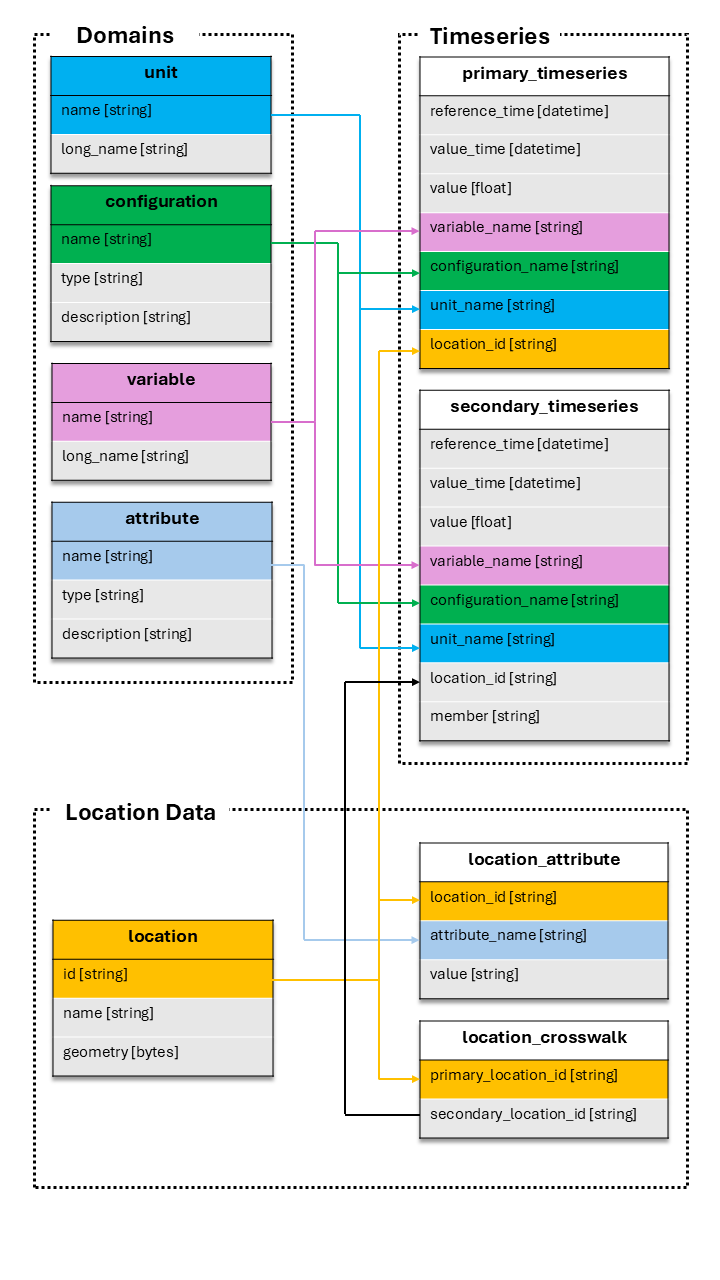 Domains
unit
name [string]
long_name [string]
configuration
name [string]
type [string]
description [string]
variable
name [string]
long_name [string]
attribute
name [string]
type [string]
description [string]
Timeseries
primary_timeseries
reference_time [datetime]
value_time [datetime]
value [float]
variable_name [string]
configuration_name [string]
unit_name [string]
location_id [string]
secondary_timeseries
reference_time [datetime]
value_time [datetime]
value [float]
variable_name [string]
configuration_name [string]
unit_name [string]
location_id [string]
member [string]
Location Data
location
id [string]
name [string]
geometry [bytes]
location_attribute
location_id [string]
attribute_name [string]
value [string]
location_crosswalk
primary_location_id [string]
secondary_location_id [string]